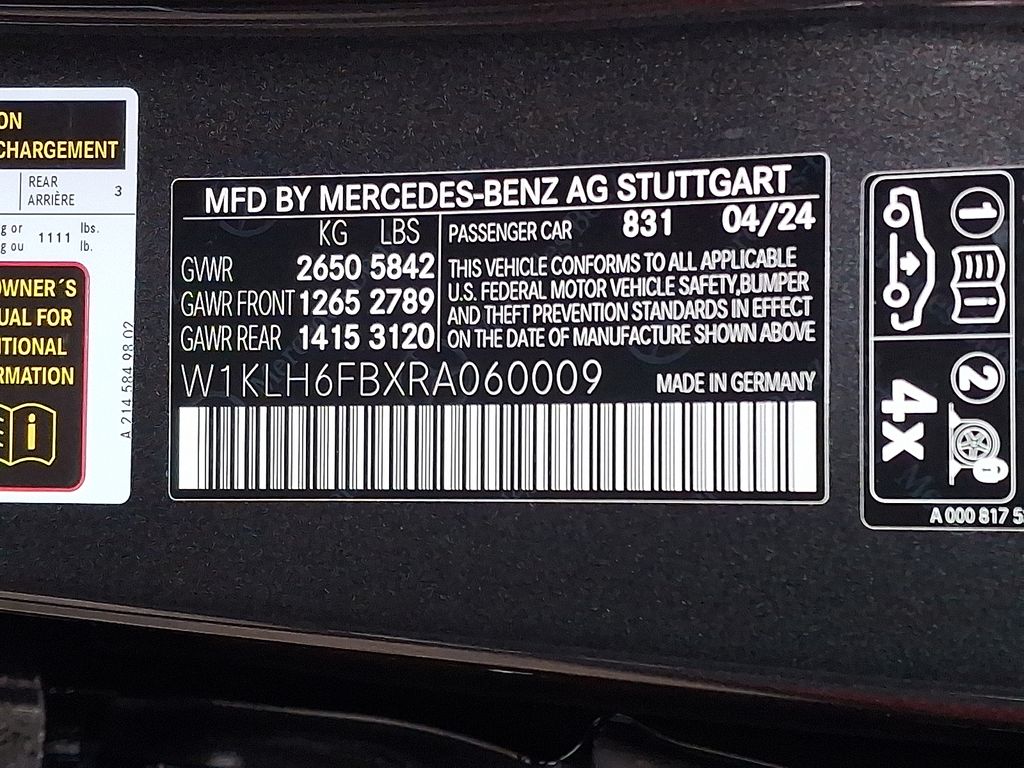 ON
CHARGEMENT
REAR
ARRIÈRE 3
g or 1111 lbs.
g ou lb.
OWNER´S
UAL FOR
ITIONAL
RMATION
i
A 214 584 98 02
MFD BY MERCEDES-BENZ AG STUTTGART
KG LBS
GVWR 2650 5842
GAWR FRONT 1265 2789
GAWR REAR 1415 3120
PASSENGER CAR 831 04/24
THIS VEHICLE CONFORMS TO ALL APPLICABLE
U.S. FEDERAL MOTOR VEHICLE SAFETY,BUMPER
AND THEFT PREVENTION STANDARDS IN EFFECT
ON THE DATE OF MANUFACTURE SHOWN ABOVE
W1KLH6FBXRA060009 MADE IN GERMANY
1
i
2
4x
A 000 817 5